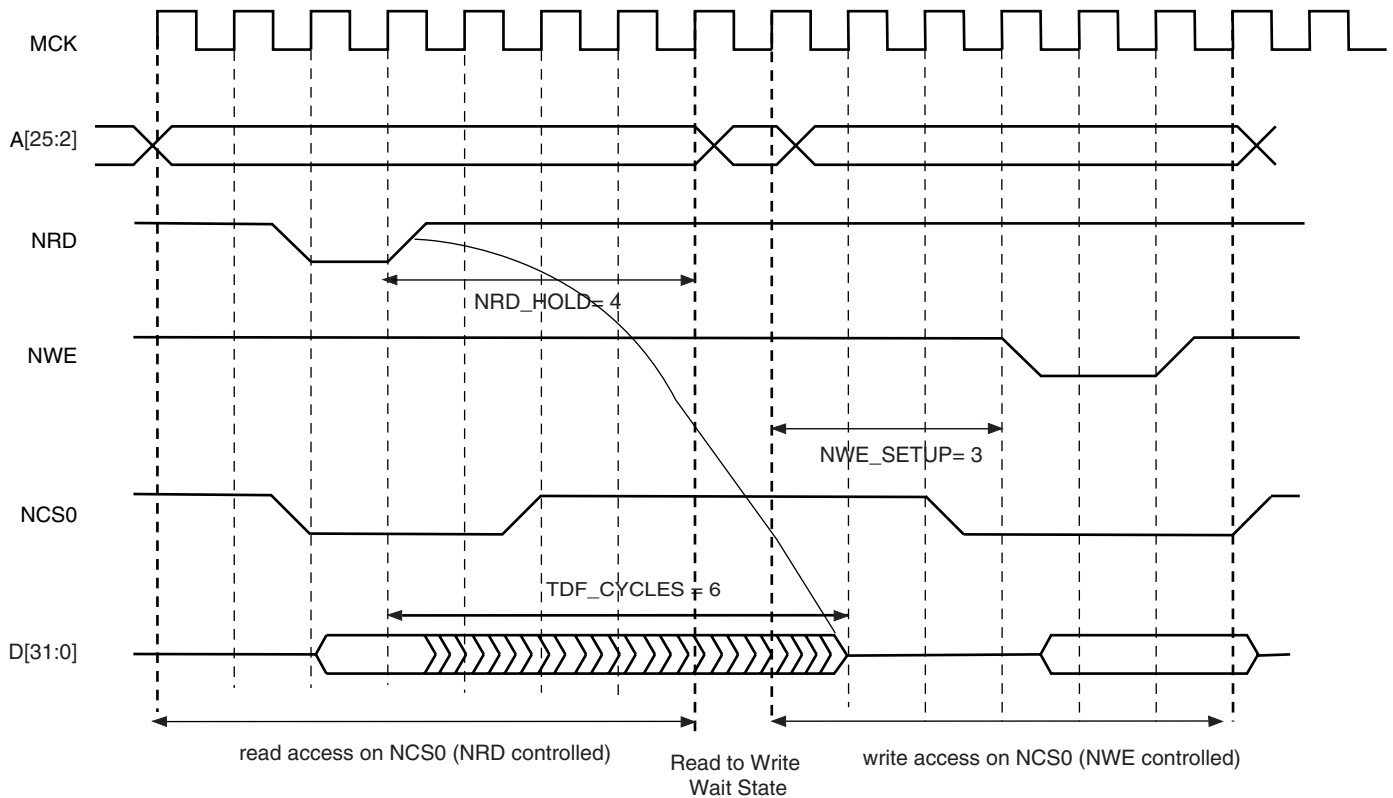 MCK
A[25:2]
NRD
NRD_HOLD= 4
NWE
NWE_SETUP= 3
NCS0
TDF_CYCLES = 6
D[31:0]
read access on NCS0 (NRD controlled)
Read to Write
Wait State
write access on NCS0 (NWE controlled)